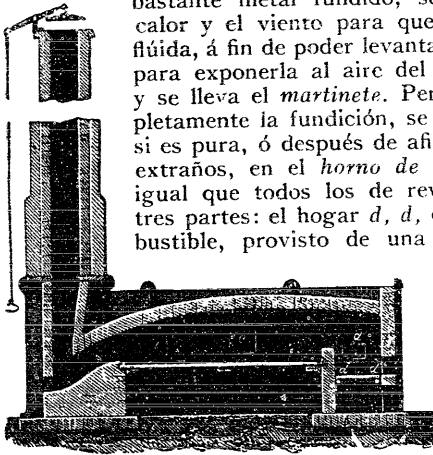 bastante metal fundido, se
calor y el viento para que
flúida, á fin de poder levanta
para exponerla al aire del
y se lleva el martinete. Per
pletamente la fundición, se
si es pura, ó después de afi
extraños, en el horno de
igual que todos los de rev
tres partes: el hogar d, d,
bustible, provisto de una
d
d d